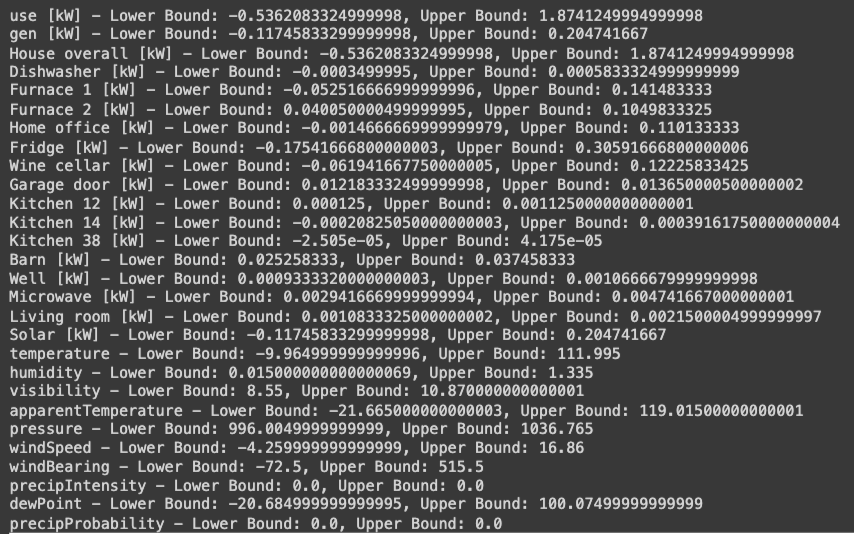 use [kW] – Lower Bound: -0.5362083324999998, Upper Bound: 1.8741249994999998
gen [kW] – Lower Bound: -0.11745833299999998, Upper Bound: 0.204741667
House overall [kW] – Lower Bound: -0.5362083324999998, Upper Bound: 1.8741249994999998
Dishwasher [kW] – Lower Bound: -0.0003499995, Upper Bound: 0.0005833324999999999
Furnace 1 [kW] – Lower Bound: -0.052516666999999996, Upper Bound: 0.141483333
Furnace 2 [kW] – Lower Bound: 0.040050000499999995, Upper Bound: 0.1049833325
Home office [kW] – Lower Bound: -0.0014666669999999979, Upper Bound: 0.110133333
Fridge [kW] – Lower Bound: -0.17541666800000003, Upper Bound: 0.30591666800000006
Wine cellar [kW] – Lower Bound: -0.061941667750000005, Upper Bound: 0.12225833425
Garage door [kW] – Lower Bound: 0.012183332499999998, Upper Bound: 0.013650000500000002
Kitchen 12 [kW] – Lower Bound: 0.000125, Upper Bound: 0.0011250000000000001
Kitchen 14 [kW] – Lower Bound: -0.00020825050000000003, Upper Bound: 0.00039161750000000004
Kitchen 38 [kW] – Lower Bound: -2.505e-05, Upper Bound: 4.175e-05
Barn [kW] – Lower Bound: 0.025258333, Upper Bound: 0.037458333
Well [kW] – Lower Bound: 0.0009333320000000003, Upper Bound: 0.0010666679999999998
Microwave [kW] – Lower Bound: 0.0029416669999999994, Upper Bound: 0.004741667000000001
Living room [kW] – Lower Bound: 0.0010833325000000002, Upper Bound: 0.0021500004999999997
Solar [kW] – Lower Bound: -0.11745833299999998, Upper Bound: 0.204741667
temperature – Lower Bound: -9.964999999999996, Upper Bound: 111.995
humidity – Lower Bound: 0.015000000000000069, Upper Bound: 1.335
visibility – Lower Bound: 8.55, Upper Bound: 10.870000000000001
apparentTemperature – Lower Bound: -21.665000000000003, Upper Bound: 119.01500000000001
pressure – Lower Bound: 996.0049999999999, Upper Bound: 1036.765
windSpeed – Lower Bound: -4.259999999999999, Upper Bound: 16.86
windBearing – Lower Bound: -72.5, Upper Bound: 515.5
precipIntensity – Lower Bound: 0.0, Upper Bound: 0.0
dewPoint – Lower Bound: -20.684999999999995, Upper Bound: 100.07499999999999
precipProbability – Lower Bound: 0.0, Upper Bound: 0.0